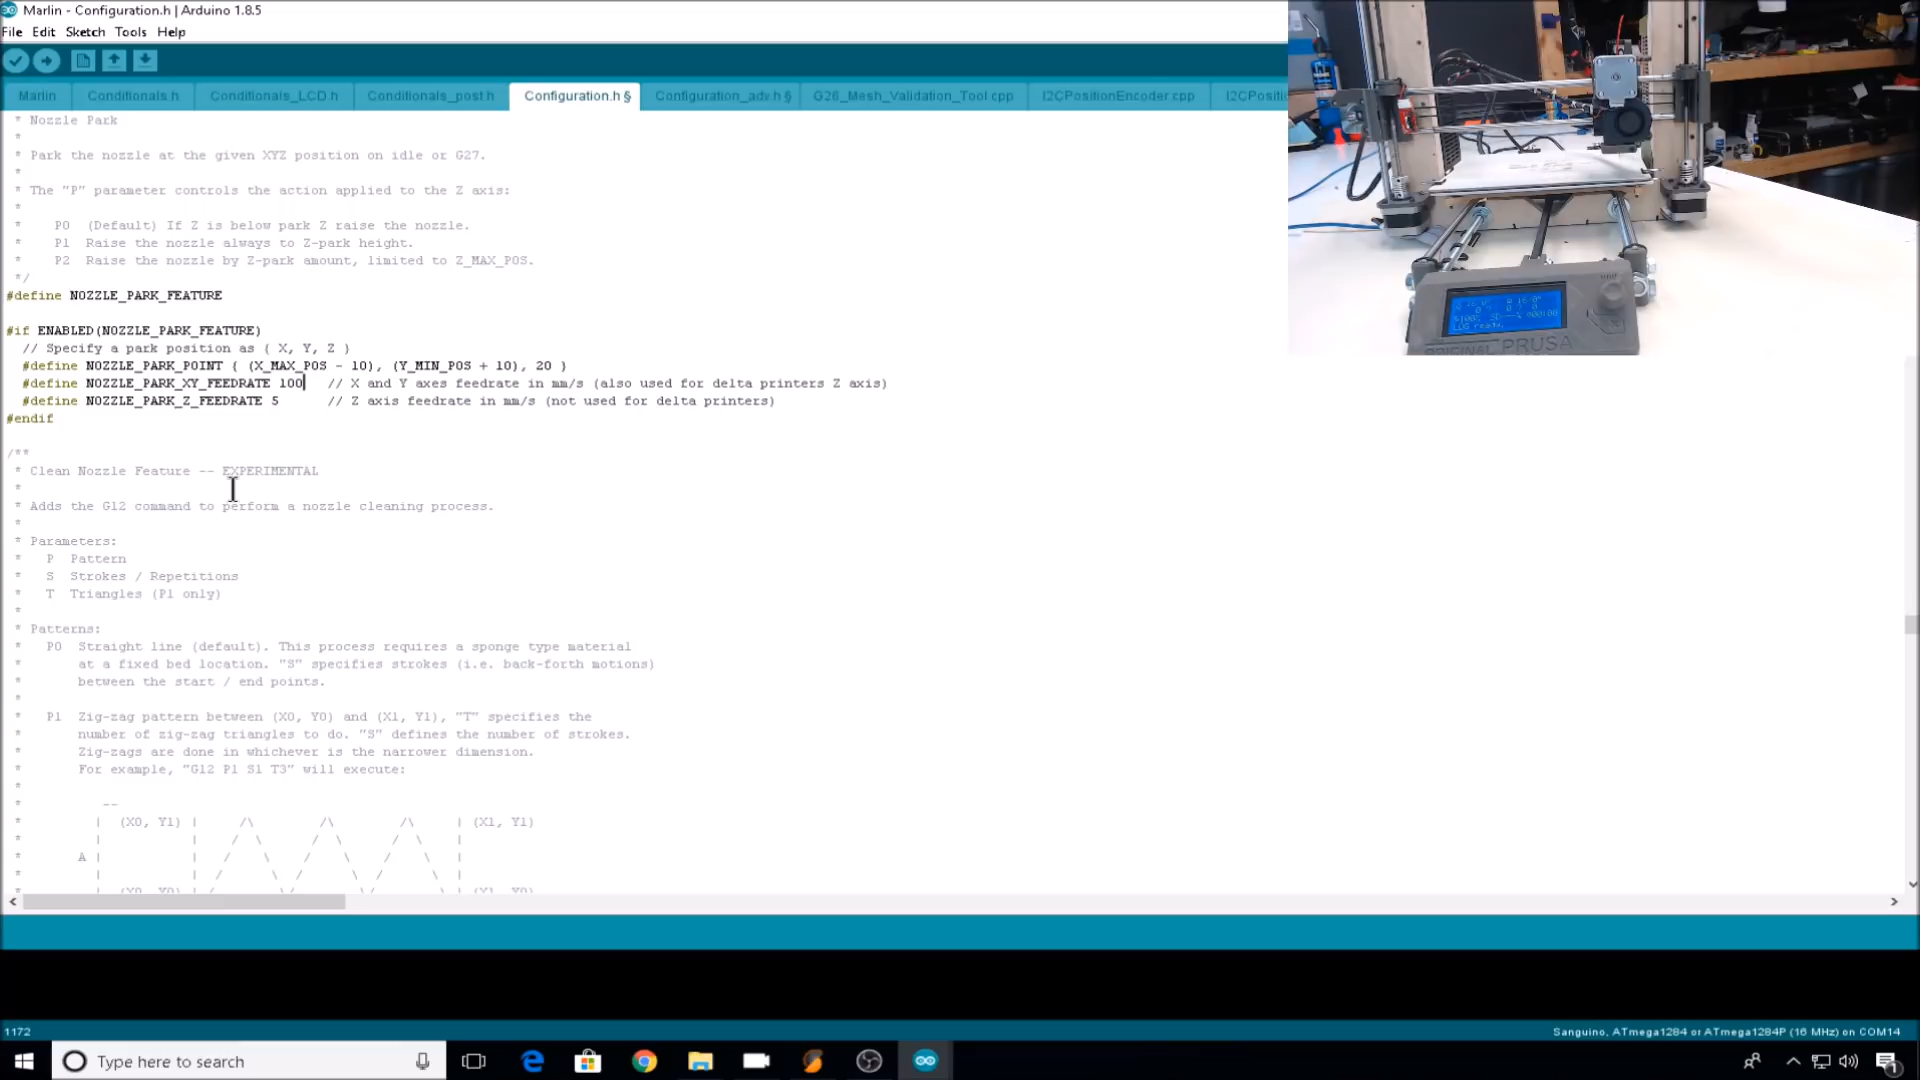 Marlin - Configuration.h | Arduino 1.8.5
File Edit Sketch Tools Help
Marlin Conditionals.h Conditionals_LCD.h Conditionals_post.h Configuration.h § Configuration_adv.h § G26_Mesh_Validation_Tool.cpp I2CPositionEncoder.cpp I2CPositi
* Nozzle Park
*
* Park the nozzle at the given XYZ position on idle or G27.
*
* The "P" parameter controls the action applied to the Z axis:
*
* P0 (Default) If Z is below park Z raise the nozzle.
* P1 Raise the nozzle always to Z-park height.
* P2 Raise the nozzle by Z-park amount, limited to Z_MAX_POS.
*/
#define NOZZLE_PARK_FEATURE
#if ENABLED(NOZZLE_PARK_FEATURE)
// Specify a park position as { X, Y, Z }
#define NOZZLE_PARK_POINT { (X_MAX_POS - 10), (Y_MIN_POS + 10), 20 }
#define NOZZLE_PARK_XY_FEEDRATE 100 // X and Y axes feedrate in mm/s (also used for delta printers Z axis)
#define NOZZLE_PARK_Z_FEEDRATE 5 // Z axis feedrate in mm/s (not used for delta printers)
#endif
/**
* Clean Nozzle Feature -- EXPERIMENTAL
*
* Adds the G12 command to perform a nozzle cleaning process.
*
* Parameters:
* P Pattern
* S Strokes / Repetitions
* T Triangles (P1 only)
*
* Patterns:
* P0 Straight line (default). This process requires a sponge type material
* at a fixed bed location. "S" specifies strokes (i.e. back-forth motions)
* between the start / end points.
*
* P1 Zig-zag pattern between (X0, Y0) and (X1, Y1), "T" specifies the
* number of zig-zag triangles to do. "S" defines the number of strokes.
* Zig-zags are done in whichever is the narrower dimension.
* For example, "G12 P1 S1 T3" will execute:
*
* --
* | (X0, Y1) | /\ /\ /\ | (X1, Y1)
* | | / \ / \ / \ |
* A | | / \ / \ / \ |
* | | / \ / \ / \ |
* | (X0, Y0) | / \/ \/ \ | (X1, Y0)
1172
Sanguino, ATmega1284 or ATmega1284P (16 MHz) on COM14
Type here to search
1
ORIGINAL PRUSA